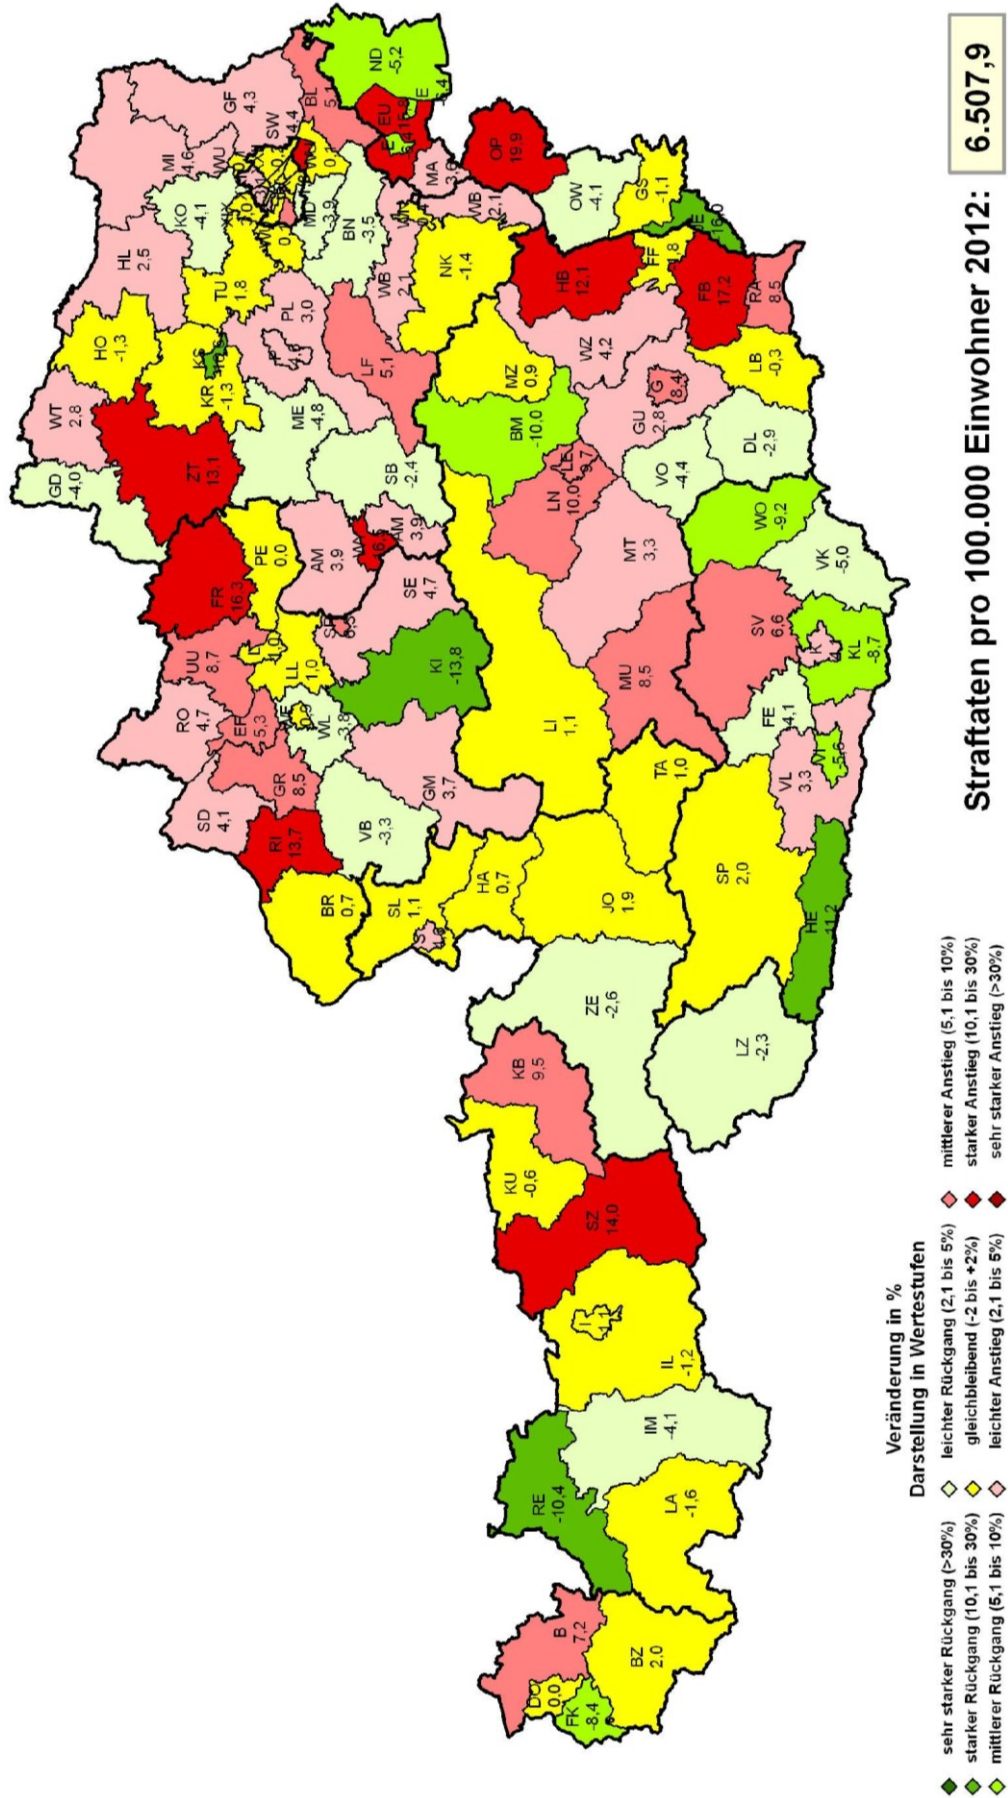 GD
-4,0
WT
2,8
HO
-1,3
HL
2,5
MI
GF
4,3
ZT
13,1
KR
-1,3
KS
TU
1,8
KO
-4,1
WU
SW
BL
5,1
ND
-5,2
EU
FR
16,3
PE
0,0
ME
-4,8
PL
3,0
P
MD
-3,9
BN
-3,5
MA
OP
19,9
RO
4,7
UU
8,7
L
LL
1,0
AM
3,9
AM
3,9
SB
-2,4
LF
5,1
WB
2,1
WB
2,1
SD
4,1
EF
5,3
GR
8,5
WL
SE
4,7
NK
-1,4
RI
13,7
VB
-3,3
KI
-13,8
OW
-4,1
BR
0,7
SL
1,1
S
GM
3,7
HA
0,7
LI
1,1
BM
-10,0
MZ
0,9
HB
12,1
GS
-1,1
LN
10,0
LE
WZ
4,2
FF
FB
17,2
RA
8,5
JO
1,9
TA
1,0
MU
8,5
MT
3,3
GU
2,8
G
8,4
LB
-0,3
VO
-4,4
DL
-2,9
KU
-0,6
KB
9,5
ZE
-2,6
SP
2,0
SV
6,6
WO
-9,2
RE
-10,4
IL
-1,2
I
SZ
14,0
LZ
-2,3
FE
VL
3,3
VI
K
KL
-8,7
VK
-5,0
HE
B
7,2
DO
0,0
FK
-8,4
BZ
2,0
LA
-1,6
IM
-4,1
Veränderung in %
Darstellung in Wertestufen
sehr starker Rückgang (>30%)
starker Rückgang (10,1 bis 30%)
mittlerer Rückgang (5,1 bis 10%)
leichter Rückgang (2,1 bis 5%)
gleichbleibend (-2 bis +2%)
leichter Anstieg (2,1 bis 5%)
mittlerer Anstieg (5,1 bis 10%)
starker Anstieg (10,1 bis 30%)
sehr starker Anstieg (>30%)
Straftaten pro 100.000 Einwohner 2012: 6.507,9